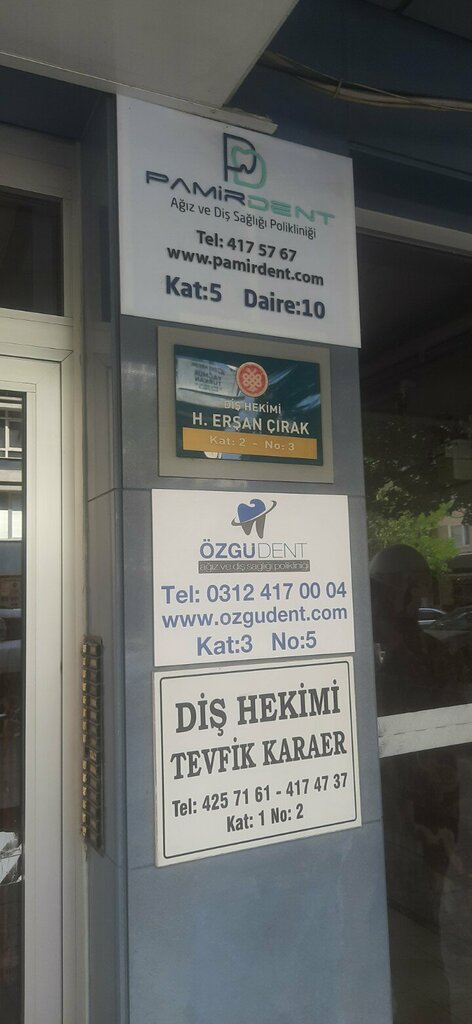 PAMiRDENT
Ağız ve Diş Sağlığı Polikliniği
Tel: 417 57 67
www.pamirdent.com
Kat:5 Daire:10
DİŞ HEKİMİ
H. ERŞAN ÇIRAK
Kat: 2 - No: 3
ÖZGÜDENT
ağız ve diş sağlığı polikliniği
Tel: 0312 417 00 04
www.ozgudent.com
Kat:3 No:5
DİŞ HEKİMİ
TEVFİK KARAER
Tel: 425 71 61 - 417 47 37
Kat: 1 No: 2